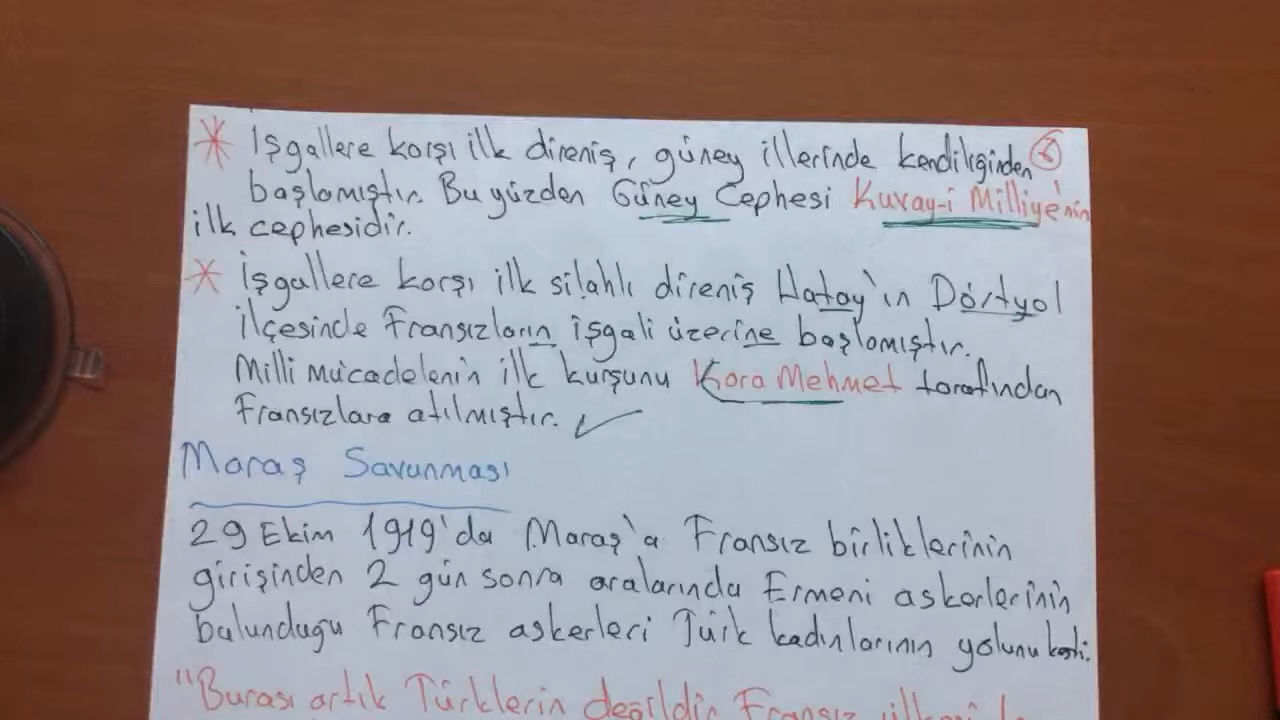 * İşgallere karşı ilk direniş, güney illerinde kendiliğinden 6
başlamıştır. Bu yüzden Güney Cephesi Kuvay-i Milliye'nin
ilk cephesidir.
* İşgallere karşı ilk silahlı direniş Hatay'ın Dörtyol
ilçesinde Fransızların işgali üzerine başlamıştır.
Milli mücadelenin ilk kurşunu Kara Mehmet tarafından
Fransızlara atılmıştır. ✓
Maraş Savunması
29 Ekim 1919'da Maraş'a Fransız birliklerinin
girişinden 2 gün sonra aralarında Ermeni askerlerinin
bulunduğu Fransız askerleri Türk kadınlarının yolunu kesti.
"Burası artık Türklerin değildir Fransız